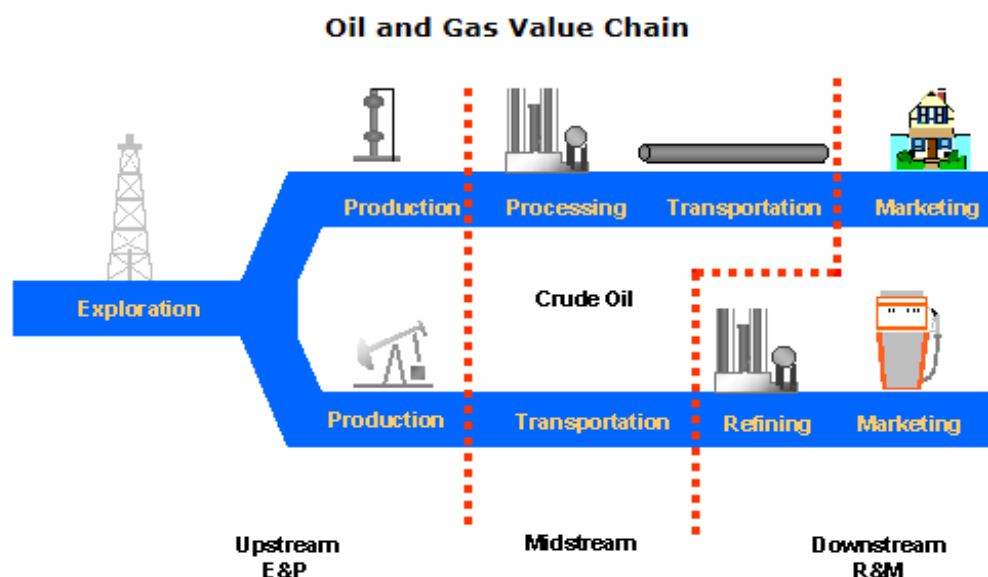 Oil and Gas Value Chain
Production Processing Transportation Marketing
Exploration
Crude Oil
Production Transportation Refining Marketing
Upstream Midstream Downstream
E&P R&M